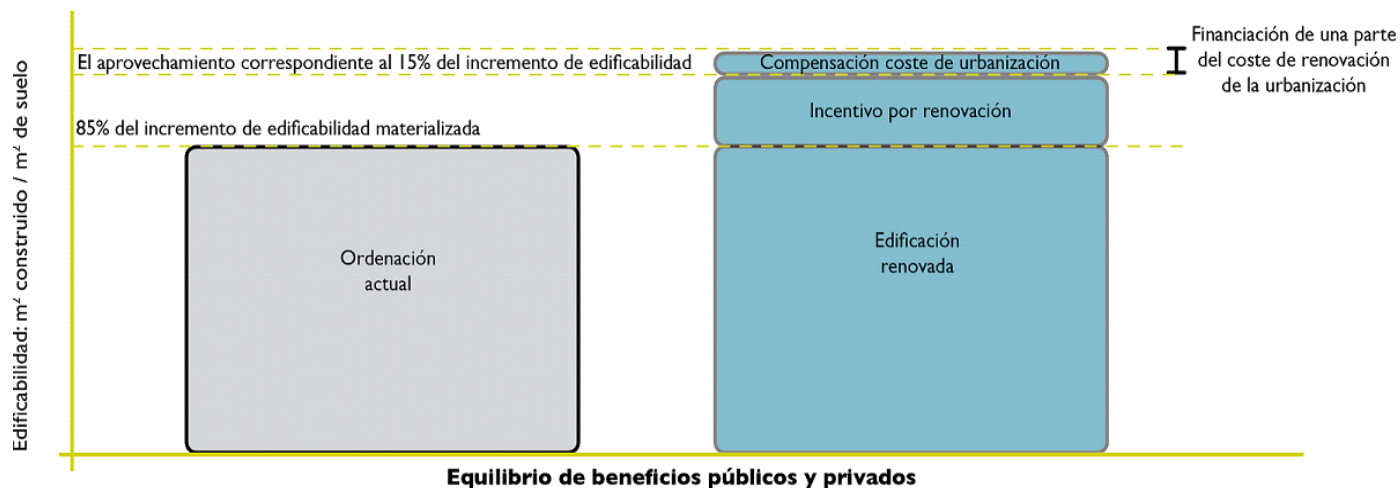 Edificabilidad: m² construido / m² de suelo
El aprovechamiento correspondiente al 15% del incremento de edificabilidad
85% del incremento de edificabilidad materializada
Ordenación
actual
Compensación coste de urbanización
Incentivo por renovación
Edificación
renovada
Financiación de una parte
del coste de renovación
de la urbanización
Equilibrio de beneficios públicos y privados